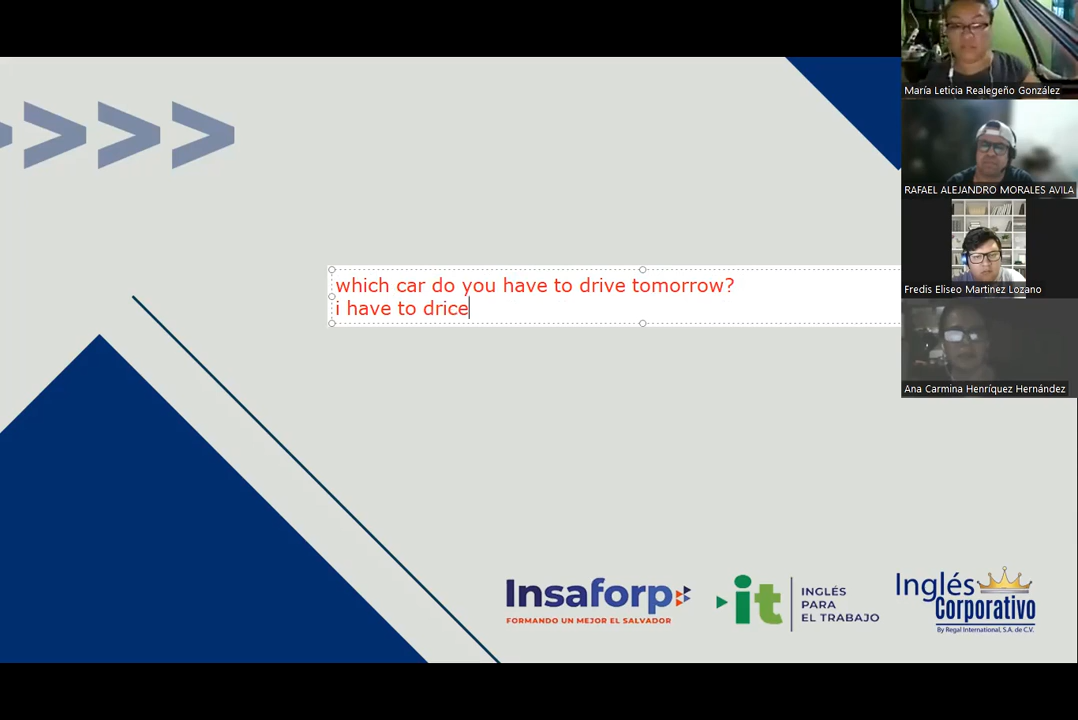 María Leticia Realegeño González
RAFAEL ALEJANDRO MORALES AVILA
Fredis Eliseo Martinez Lozano
Ana Carmina Henríquez Hernández
which car do you have to drive tomorrow?
i have to drice
Insaforp
FORMANDO UN MEJOR EL SALVADOR
it
INGLÉS
PARA
EL TRABAJO
Inglés
Corporativo
By Regal International, S.A. de C.V.